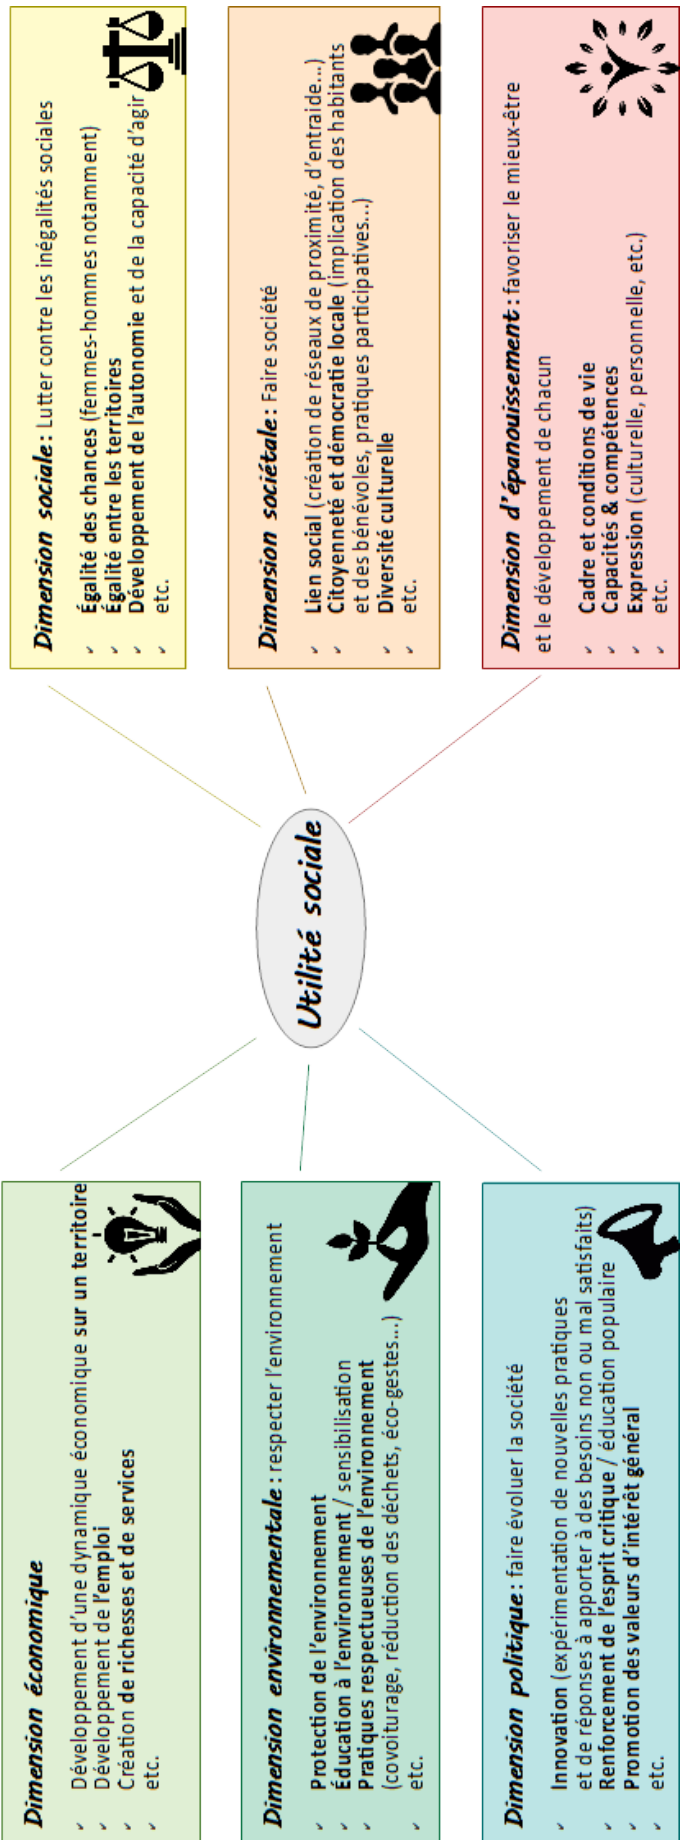 Dimension économique
✓ Développement d'une dynamique économique sur un territoire
✓ Développement de l'emploi
✓ Création de richesses et de services
✓ etc.
Dimension environnementale : respecter l'environnement
✓ Protection de l'environnement
✓ Éducation à l'environnement / sensibilisation
✓ Pratiques respectueuses de l'environnement
(covoiturage, réduction des déchets, éco-gestes...)
✓ etc.
Dimension politique : faire évoluer la société
✓ Innovation (expérimentation de nouvelles pratiques
et de réponses à apporter à des besoins non ou mal satisfaits)
✓ Renforcement de l'esprit critique / éducation populaire
✓ Promotion des valeurs d'intérêt général
✓ etc.
Utilité sociale
Dimension sociale : Lutter contre les inégalités sociales
✓ Égalité des chances (femmes-hommes notamment)
✓ Égalité entre les territoires
✓ Développement de l'autonomie et de la capacité d'agir
✓ etc.
Dimension sociétale : Faire société
✓ Lien social (création de réseaux de proximité, d'entraide...)
✓ Citoyenneté et démocratie locale (implication des habitants
et des bénévoles, pratiques participatives...)
✓ Diversité culturelle
✓ etc.
Dimension d'épanouissement : favoriser le mieux-être
et le développement de chacun
✓ Cadre et conditions de vie
✓ Capacités & compétences
✓ Expression (culturelle, personnelle, etc.)
✓ etc.